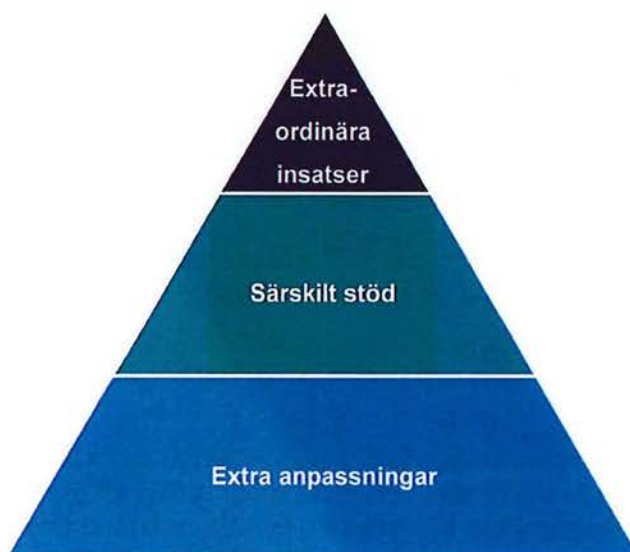 Extra-
ordinära
insatser
Särskilt stöd
Extra anpassningar